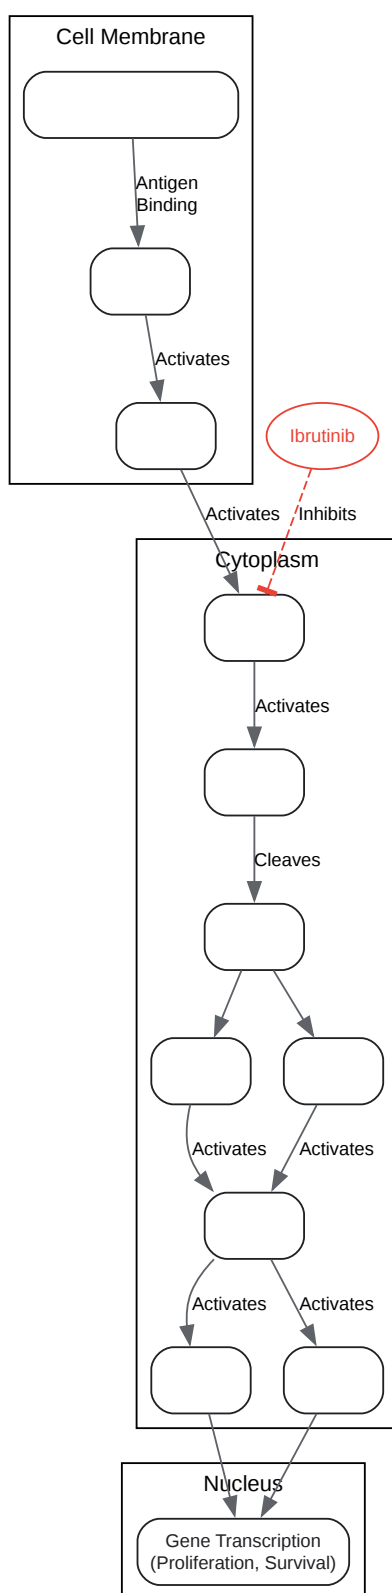 Cell Membrane
Antigen
Binding
Activates
Ibrutinib
Activates
Inhibits
Cytoplasm
Activates
Cleaves
Activates
Activates
Activates
Activates
Nucleus
Gene Transcription
(Proliferation, Survival)